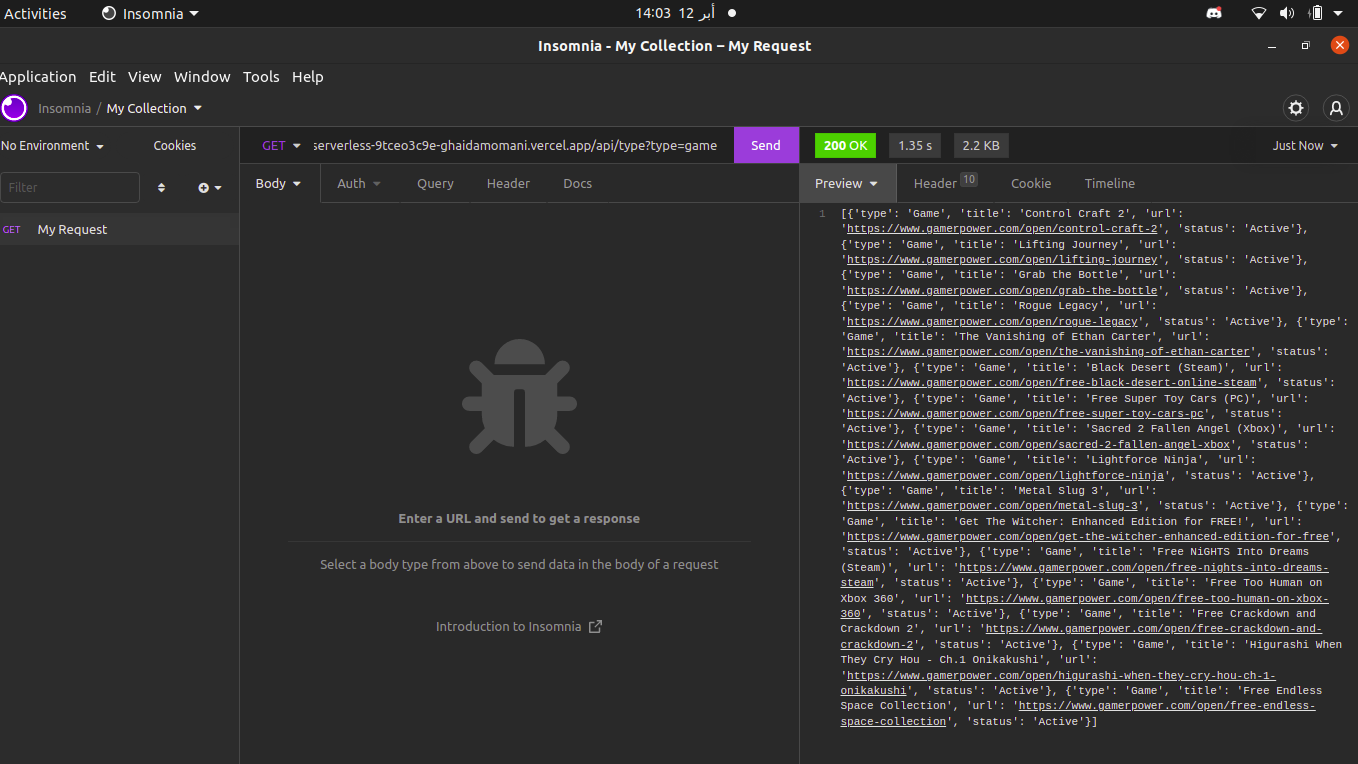 Activities
Insomnia
14:03 12 أبر
Insomnia - My Collection – My Request
Application Edit View Window Tools Help
Insomnia / My Collection
No Environment
Cookies
GET
serverless-9tceo3c9e-ghaidamomani.vercel.app/api/type?type=game
Send
200 OK
1.35 s
2.2 KB
Just Now
Filter
Body
Auth
Query
Header
Docs
Preview
Header 10
Cookie
Timeline
GET My Request
Enter a URL and send to get a response
Select a body type from above to send data in the body of a request
Introduction to Insomnia
1 [{'type': 'Game', 'title': 'Control Craft 2', 'url':
'https://www.gamerpower.com/open/control-craft-2', 'status': 'Active'},
{'type': 'Game', 'title': 'Lifting Journey', 'url':
'https://www.gamerpower.com/open/lifting-journey', 'status': 'Active'},
{'type': 'Game', 'title': 'Grab the Bottle', 'url':
'https://www.gamerpower.com/open/grab-the-bottle', 'status': 'Active'},
{'type': 'Game', 'title': 'Rogue Legacy', 'url':
'https://www.gamerpower.com/open/rogue-legacy', 'status': 'Active'}, {'type':
'Game', 'title': 'The Vanishing of Ethan Carter', 'url':
'https://www.gamerpower.com/open/the-vanishing-of-ethan-carter', 'status':
'Active'}, {'type': 'Game', 'title': 'Black Desert (Steam)', 'url':
'https://www.gamerpower.com/open/free-black-desert-online-steam', 'status':
'Active'}, {'type': 'Game', 'title': 'Free Super Toy Cars (PC)', 'url':
'https://www.gamerpower.com/open/free-super-toy-cars-pc', 'status':
'Active'}, {'type': 'Game', 'title': 'Sacred 2 Fallen Angel (Xbox)', 'url':
'https://www.gamerpower.com/open/sacred-2-fallen-angel-xbox', 'status':
'Active'}, {'type': 'Game', 'title': 'Lightforce Ninja', 'url':
'https://www.gamerpower.com/open/lightforce-ninja', 'status': 'Active'},
{'type': 'Game', 'title': 'Metal Slug 3', 'url':
'https://www.gamerpower.com/open/metal-slug-3', 'status': 'Active'}, {'type':
'Game', 'title': 'Get The Witcher: Enhanced Edition for FREE!', 'url':
'https://www.gamerpower.com/open/get-the-witcher-enhanced-edition-for-free',
'status': 'Active'}, {'type': 'Game', 'title': 'Free NiGHTS Into Dreams
(Steam)', 'url': 'https://www.gamerpower.com/open/free-nights-into-dreams-
steam', 'status': 'Active'}, {'type': 'Game', 'title': 'Free Too Human on
Xbox 360', 'url': 'https://www.gamerpower.com/open/free-too-human-on-xbox-
360', 'status': 'Active'}, {'type': 'Game', 'title': 'Free Crackdown and
Crackdown 2', 'url': 'https://www.gamerpower.com/open/free-crackdown-and-
crackdown-2', 'status': 'Active'}, {'type': 'Game', 'title': 'Higurashi When
They Cry Hou - Ch.1 Onikakushi', 'url':
'https://www.gamerpower.com/open/higurashi-when-they-cry-hou-ch-1-
onikakushi', 'status': 'Active'}, {'type': 'Game', 'title': 'Free Endless
Space Collection', 'url': 'https://www.gamerpower.com/open/free-endless-
space-collection', 'status': 'Active'}]